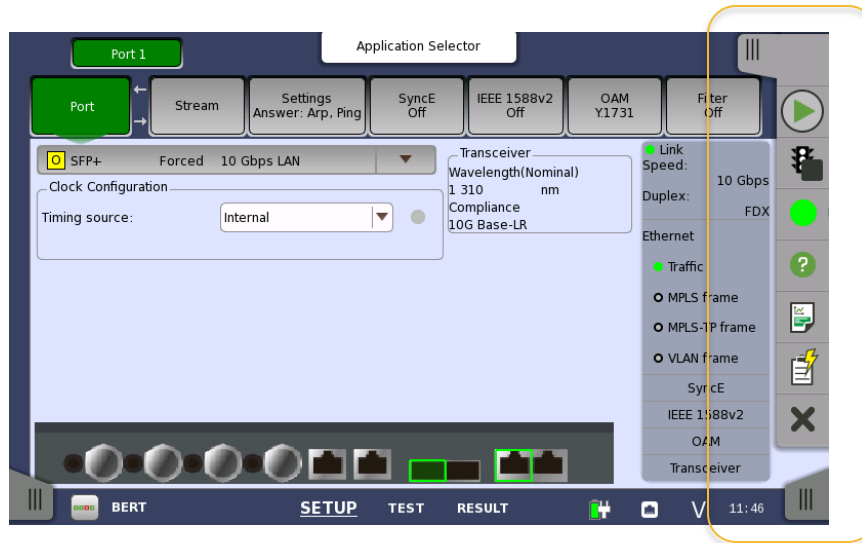 Port 1
Application Selector
Port
Stream
Settings
Answer: Arp, Ping
SyncE
Off
IEEE 1588v2
Off
OAM
Y.1731
Filter
Off
O SFP+ Forced 10 Gbps LAN
Clock Configuration
Timing source: Internal
Transceiver
Wavelength(Nominal)
1 310 nm
Compliance
10G Base-LR
Link
Speed:
10 Gbps
Duplex:
FDX
Ethernet
Traffic
MPLS frame
MPLS-TP frame
VLAN frame
SyncE
IEEE 1588v2
OAM
Transceiver
?
BERT
SETUP
TEST
RESULT
V
11:46